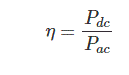 η = P_dc / P_ac